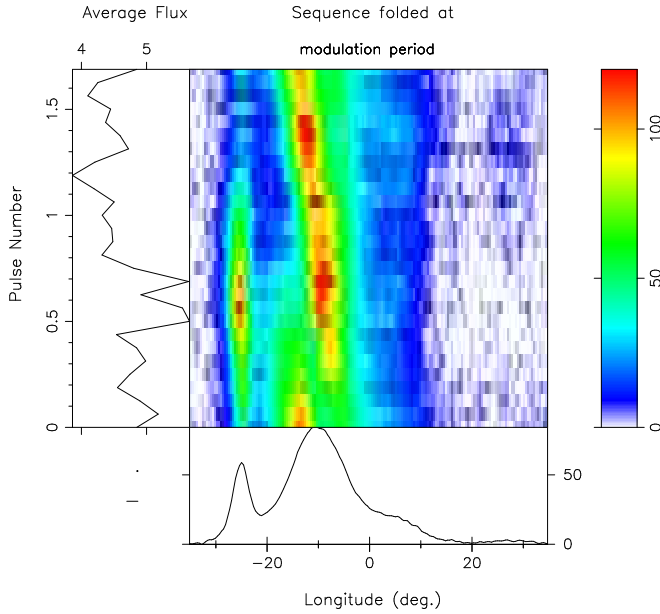 Average Flux
Sequence folded at
modulation period
4 5
Pulse Number
0 0.5 1 1.5
0 50 100
0 50
−20 0 20
Longitude (deg.)